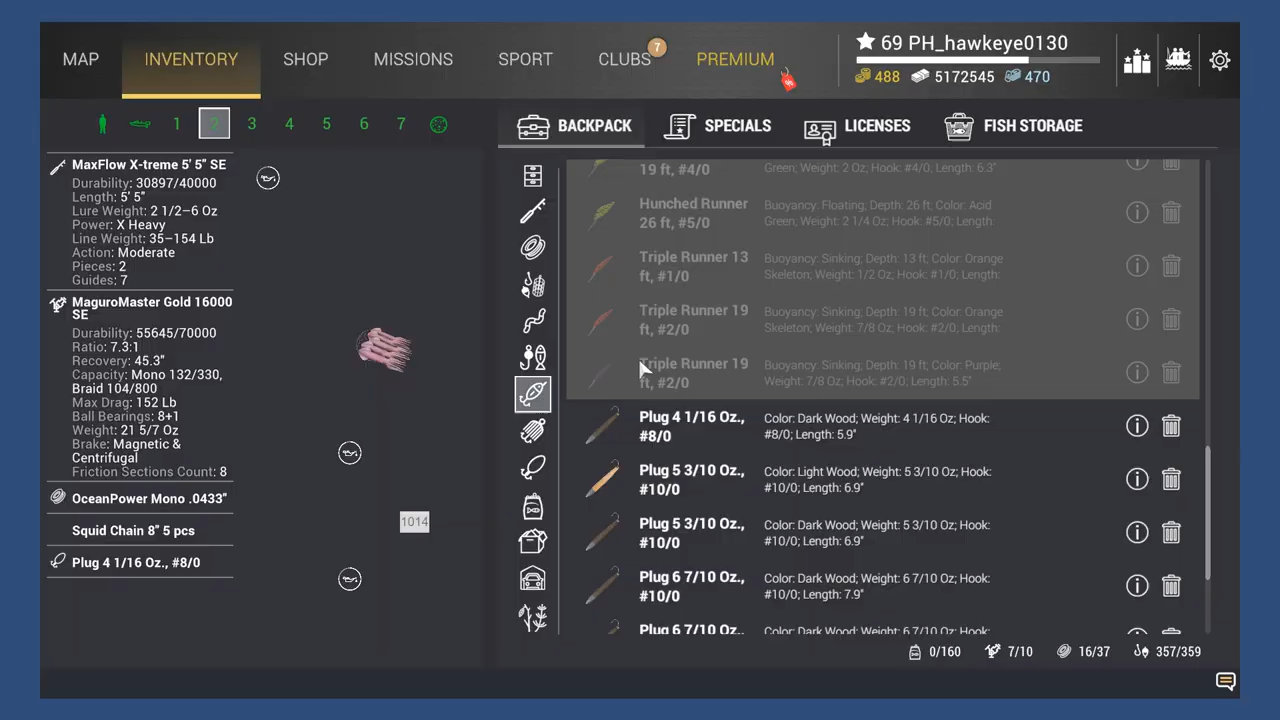 MAP
INVENTORY
SHOP
MISSIONS
SPORT
CLUBS
7
PREMIUM
69 PH_hawkeye0130
488
5172545
470
1
2
3
4
5
6
7
BACKPACK
SPECIALS
LICENSES
FISH STORAGE
MaxFlow X-treme 5' 5" SE
Durability: 30897/40000
Length: 5' 5"
Lure Weight: 2 1/2–6 Oz
Power: X Heavy
Line Weight: 35–154 Lb
Action: Moderate
Pieces: 2
Guides: 7
MaguroMaster Gold 16000
SE
Durability: 55645/70000
Ratio: 7.3:1
Recovery: 45.3"
Capacity: Mono 132/330,
Braid 104/800
Max Drag: 152 Lb
Ball Bearings: 8+1
Weight: 21 5/7 Oz
Brake: Magnetic &
Centrifugal
Friction Sections Count: 8
OceanPower Mono .0433"
Squid Chain 8" 5 pcs
Plug 4 1/16 Oz., #8/0
1014
19 ft, #4/0
Green; Weight: 2 Oz; Hook: #4/0; Length: 6.3"
Hunched Runner
26 ft, #5/0
Buoyancy: Floating; Depth: 26 ft, Color: Acid
Green; Weight: 2 1/4 Oz; Hook: #5/0; Length:
Triple Runner 13
ft, #1/0
Buoyancy: Sinking; Depth: 13 ft; Color: Orange
Skeleton; Weight: 1/2 Oz; Hook: #1/0; Length:
Triple Runner 19
ft, #2/0
Buoyancy: Sinking; Depth: 19 ft; Color: Orange
Skeleton; Weight: 7/8 Oz; Hook: #2/0; Length:
Triple Runner 19
ft, #2/0
Buoyancy: Sinking; Depth: 19 ft; Color: Purple;
Weight: 7/8 Oz; Hook: #2/0; Length: 5.5"
Plug 4 1/16 Oz.,
#8/0
Color: Dark Wood; Weight: 4 1/16 Oz; Hook:
#8/0; Length: 5.9"
Plug 5 3/10 Oz.,
#10/0
Color: Light Wood; Weight: 5 3/10 Oz; Hook:
#10/0; Length: 6.9"
Plug 5 3/10 Oz.,
#10/0
Color: Dark Wood; Weight: 5 3/10 Oz; Hook:
#10/0; Length: 6.9"
Plug 6 7/10 Oz.,
#10/0
Color: Dark Wood; Weight: 6 7/10 Oz; Hook:
#10/0; Length: 7.9"
Plug 6 7/10 Oz.,
Color: Dark Wood; Weight: 6 7/10 Oz; Hook:
0/160
7/10
16/37
357/359